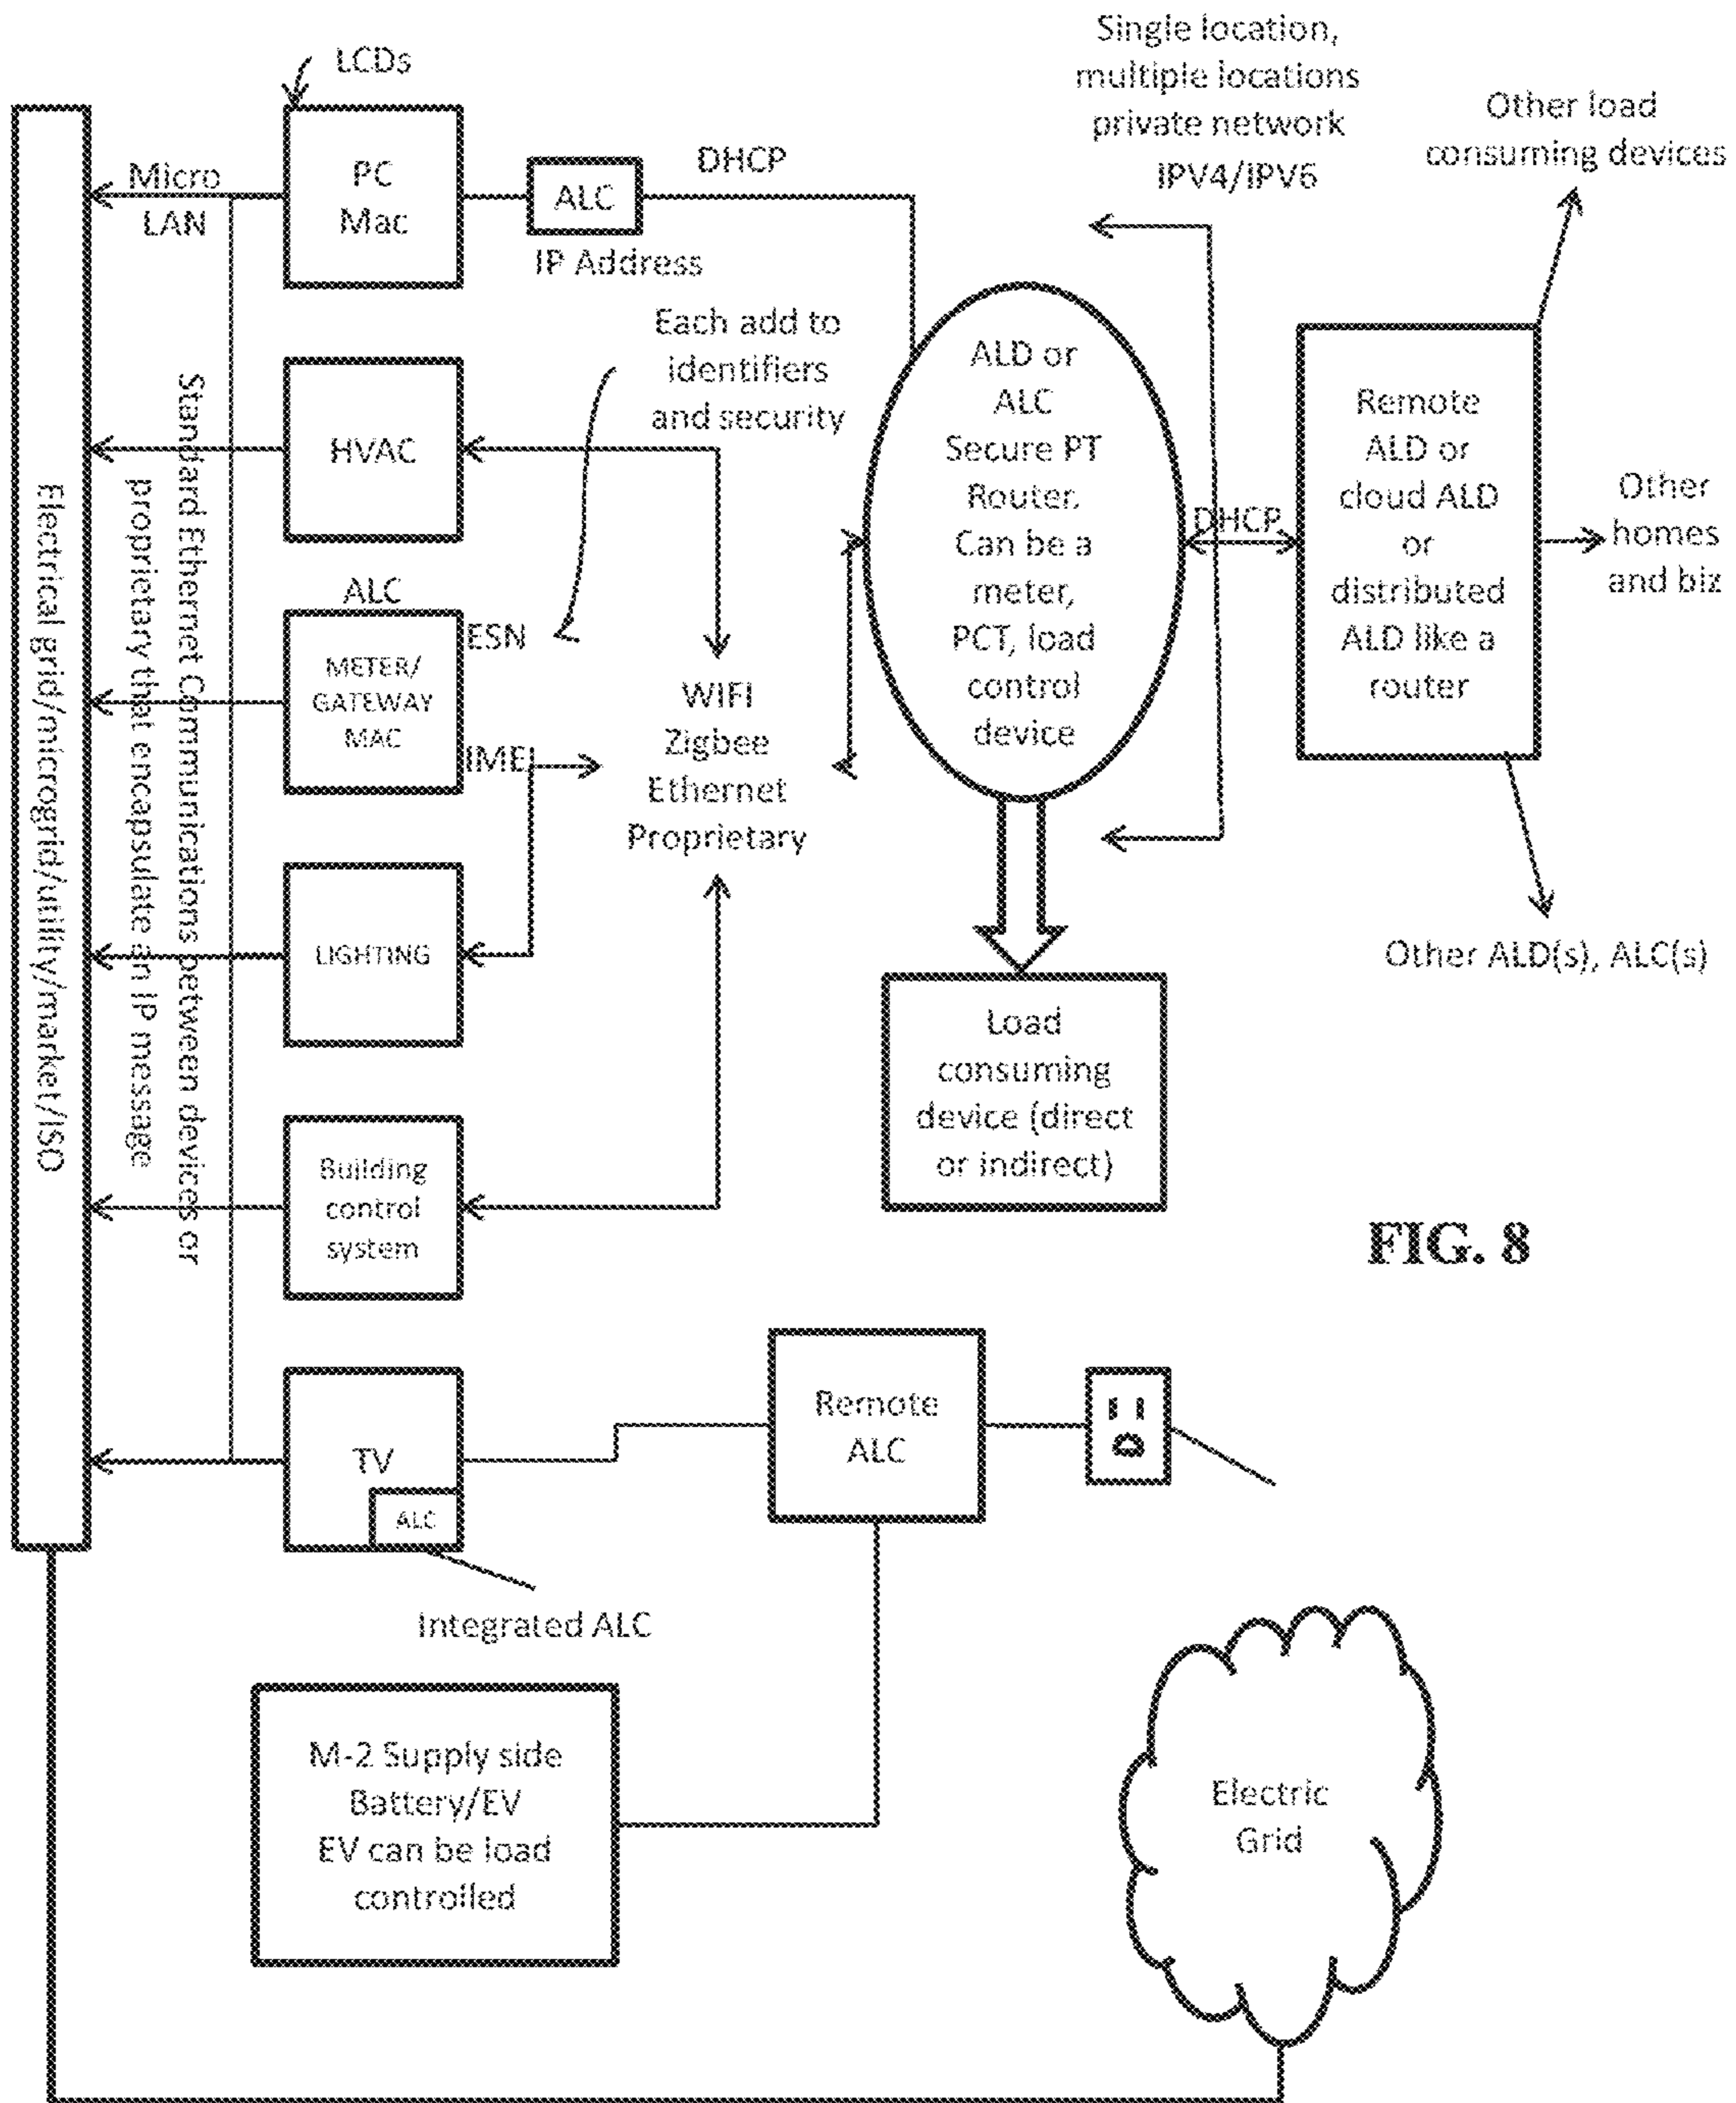 Single location,
multiple locations
private network
IPV4/IPV6
LCDs
Other load
consuming devices
Micro
LAN
PC
Mac
ALC
DHCP
IP Address
Each add to
identifiers
and security
HVAC
ALD or
ALC
Secure PT
Router.
Can be a
meter,
PCT, load
control
device
DHCP
Remote
ALD or
cloud ALD
or
distributed
ALD like a
router
Other
homes
and biz
Other ALD(s), ALC(s)
ALC
METER/
GATEWAY
MAC
ESN
IMEI
WIFI
Zigbee
Ethernet
Proprietary
Electrical grid/microgrid/utility/market/ISO
Standard Ethernet Communications between devices or
proprietary that encapsulate an IP message
LIGHTING
Load
consuming
device (direct
or indirect)
Building
control
system
FIG. 8
TV
ALC
Remote
ALC
Integrated ALC
M-2 Supply side
Battery/EV
EV can be load
controlled
Electric
Grid